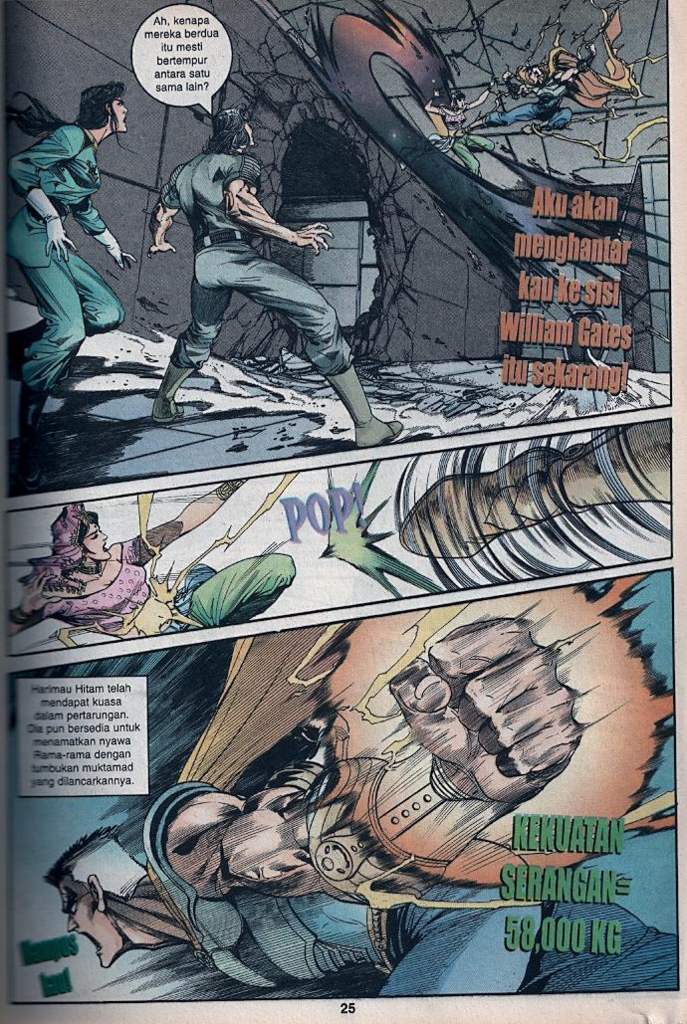 Ah, kenapa
mereka berdua
itu mesti
bertempur
antara satu
sama lain?
Aku akan
menghantar
kau ke sisi
William Gates
itu sekarang!
POP!
Harimau Hitam telah
mendapat kuasa
dalam pertarungan.
Dia pun bersedia untuk
menamatkan nyawa
Rama-rama dengan
tumbukan muktamad
yang dilancarkannya.
KEKUATAN
SERANGAN
58,000 KG
25